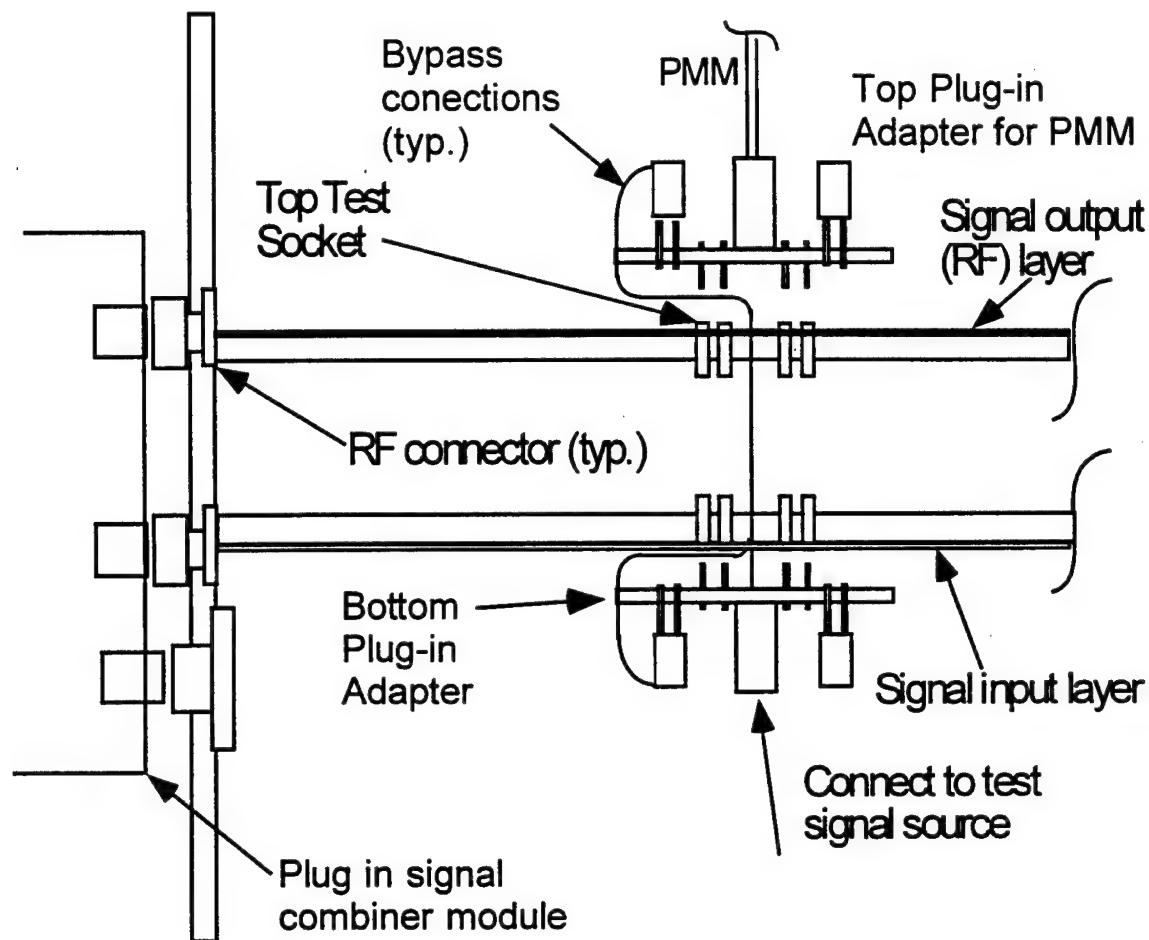 Bypass
conections
(typ.)
PMM
Top Plug-in
Adapter for PMM
Top Test
Socket
Signal output
(RF) layer
RF connector (typ.)
Bottom
Plug-in
Adapter
Signal input layer
Connect to test
signal source
Plug in signal
combiner module